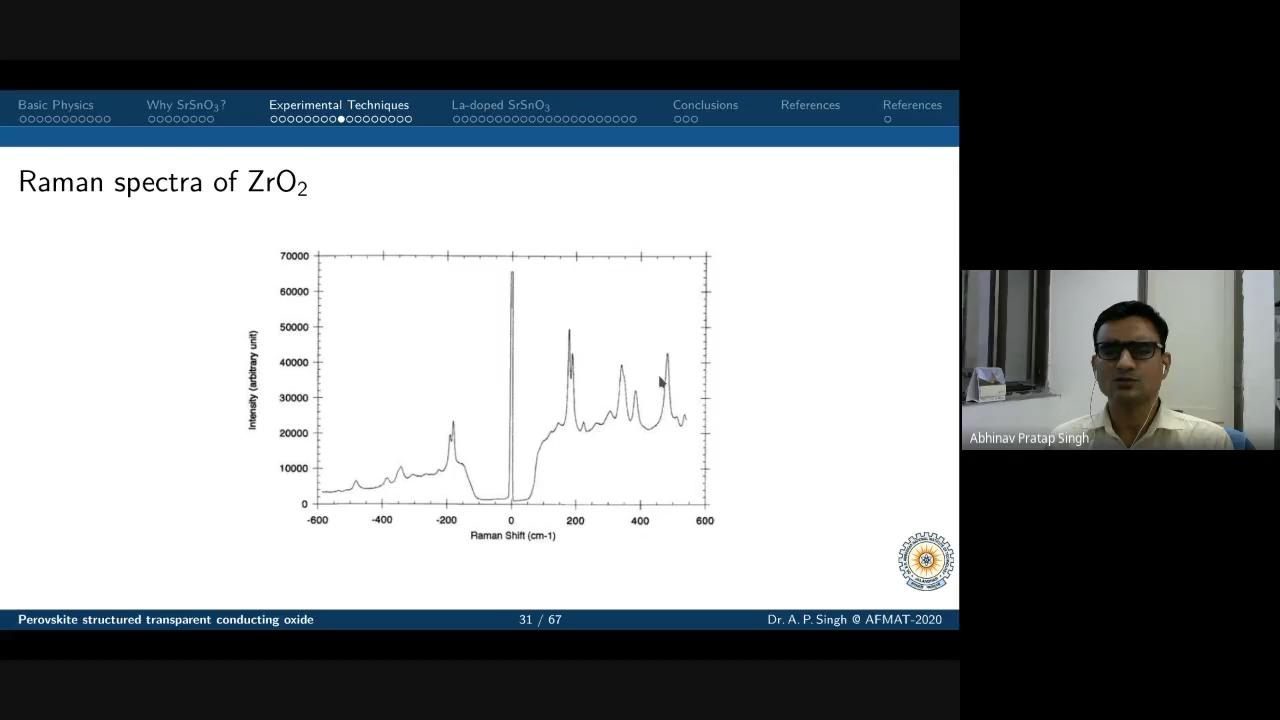 Basic Physics Why SrSnO₃? Experimental Techniques La-doped SrSnO₃ Conclusions References References
Raman spectra of ZrO₂
70000
60000
50000
40000
30000
20000
10000
0
Intensity (arbitrary unit)
-600 -400 -200 0 200 400 600
Raman Shift (cm-1)
Abhinav Pratap Singh
JALANDHAR
Perovskite structured transparent conducting oxide 31 / 67 Dr. A. P. Singh @ AFMAT-2020